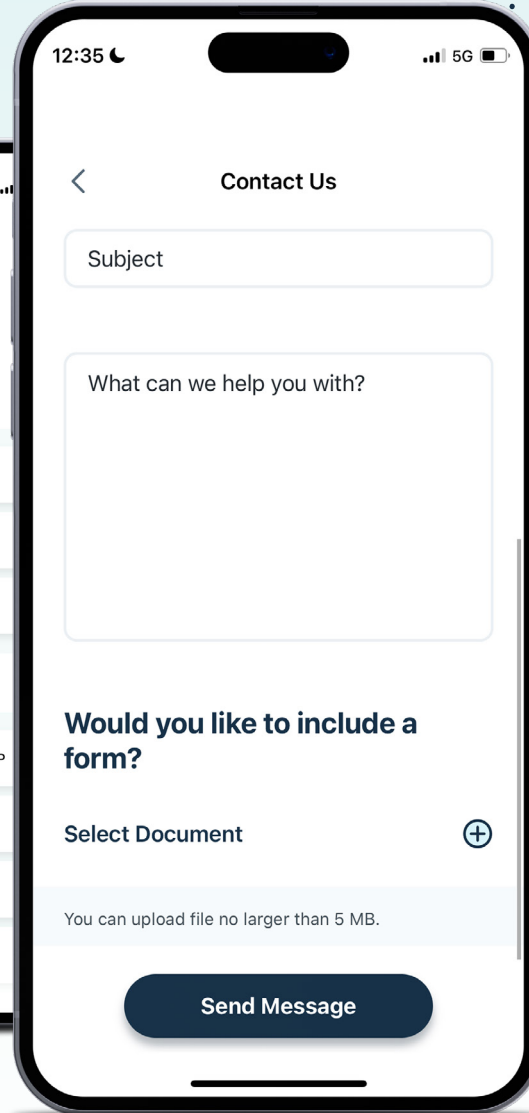 12:35
5G
Contact Us
Subject
What can we help you with?
Would you like to include a
form?
Select Document
You can upload file no larger than 5 MB.
Send Message